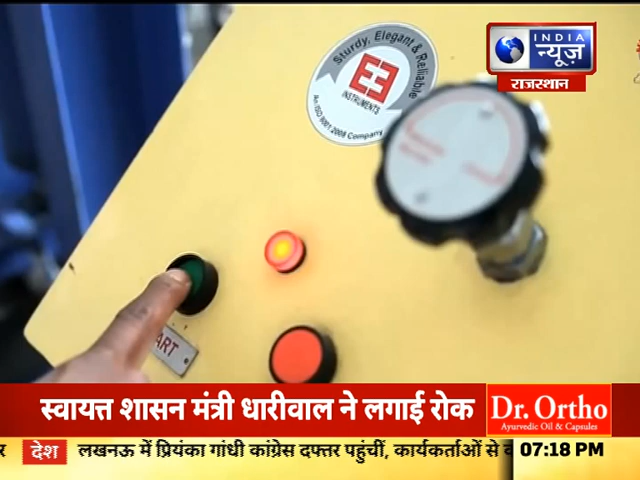 INDIA
न्यूज़
राजस्थान
Sturdy, Elegant & Reliable
INSTRUMENTS
An ISO 9001:2008 Company
ART
स्वायत्त शासन मंत्री धारीवाल ने लगाई रोक
Dr. Ortho
Ayurvedic Oil & Capsules
देश
लखनऊ में प्रियंका गांधी कांग्रेस दफ्तर पहुंचीं, कार्यकर्ताओं से
07:18 PM